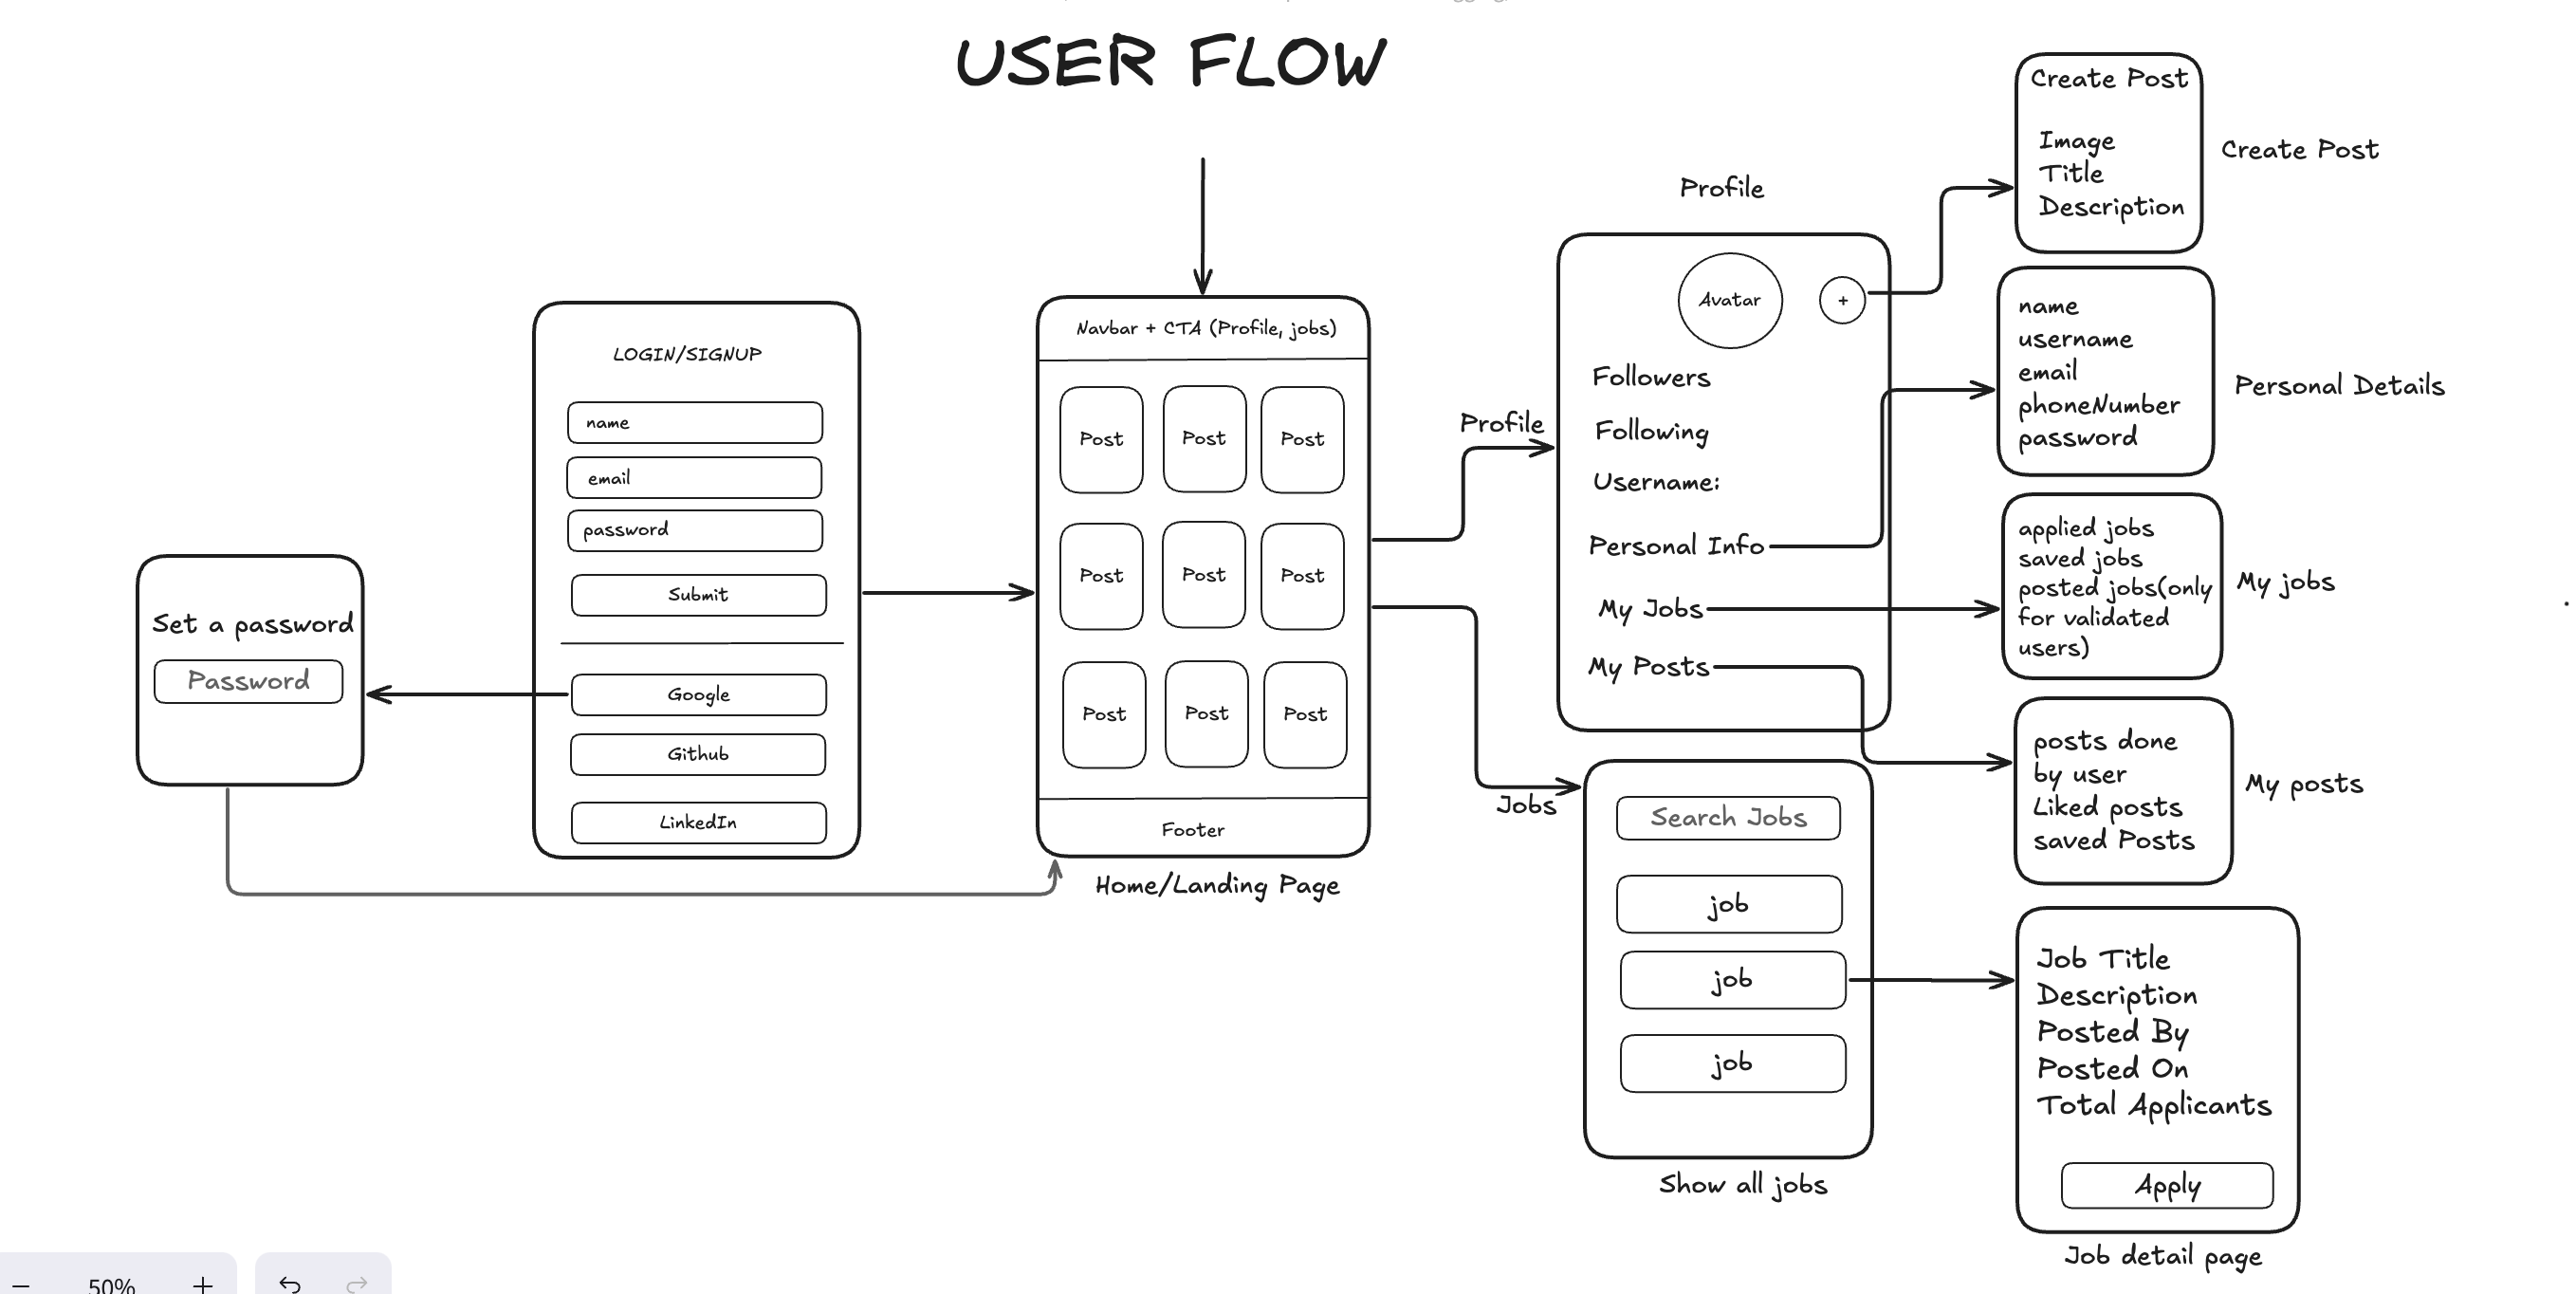 USER FLOW
Set a password
Password
LOGIN/SIGNUP
name
email
password
Submit
Google
Github
LinkedIn
Navbar + CTA (Profile, jobs)
Post
Post
Post
Post
Post
Post
Post
Post
Post
Footer
Home/Landing Page
Profile
Jobs
Profile
Avatar
+
Followers
Following
Username:
Personal Info
My Jobs
My Posts
Search Jobs
job
job
job
Show all jobs
Create Post
Image
Title
Description
Create Post
name
username
email
phoneNumber
password
Personal Details
applied jobs
saved jobs
posted jobs(only
for validated
users)
My jobs
posts done
by user
Liked posts
saved Posts
My posts
Job Title
Description
Posted By
Posted On
Total Applicants
Apply
Job detail page
50%